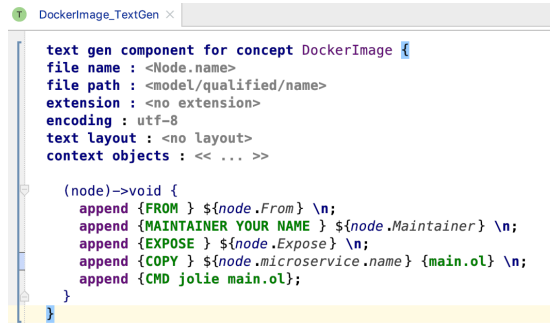 T DockerImage_TextGen ×
text gen component for concept DockerImage {
file name : <Node.name>
file path : <model/qualified/name>
extension : <no extension>
encoding : utf-8
text layout : <no layout>
context objects : << ... >>
(node)->void {
append {FROM } ${node.From} \n;
append {MAINTAINER YOUR NAME } ${node.Maintainer} \n;
append {EXPOSE } ${node.Expose} \n;
append {COPY } ${node.microservice.name} {main.ol} \n;
append {CMD jolie main.ol};
}
}